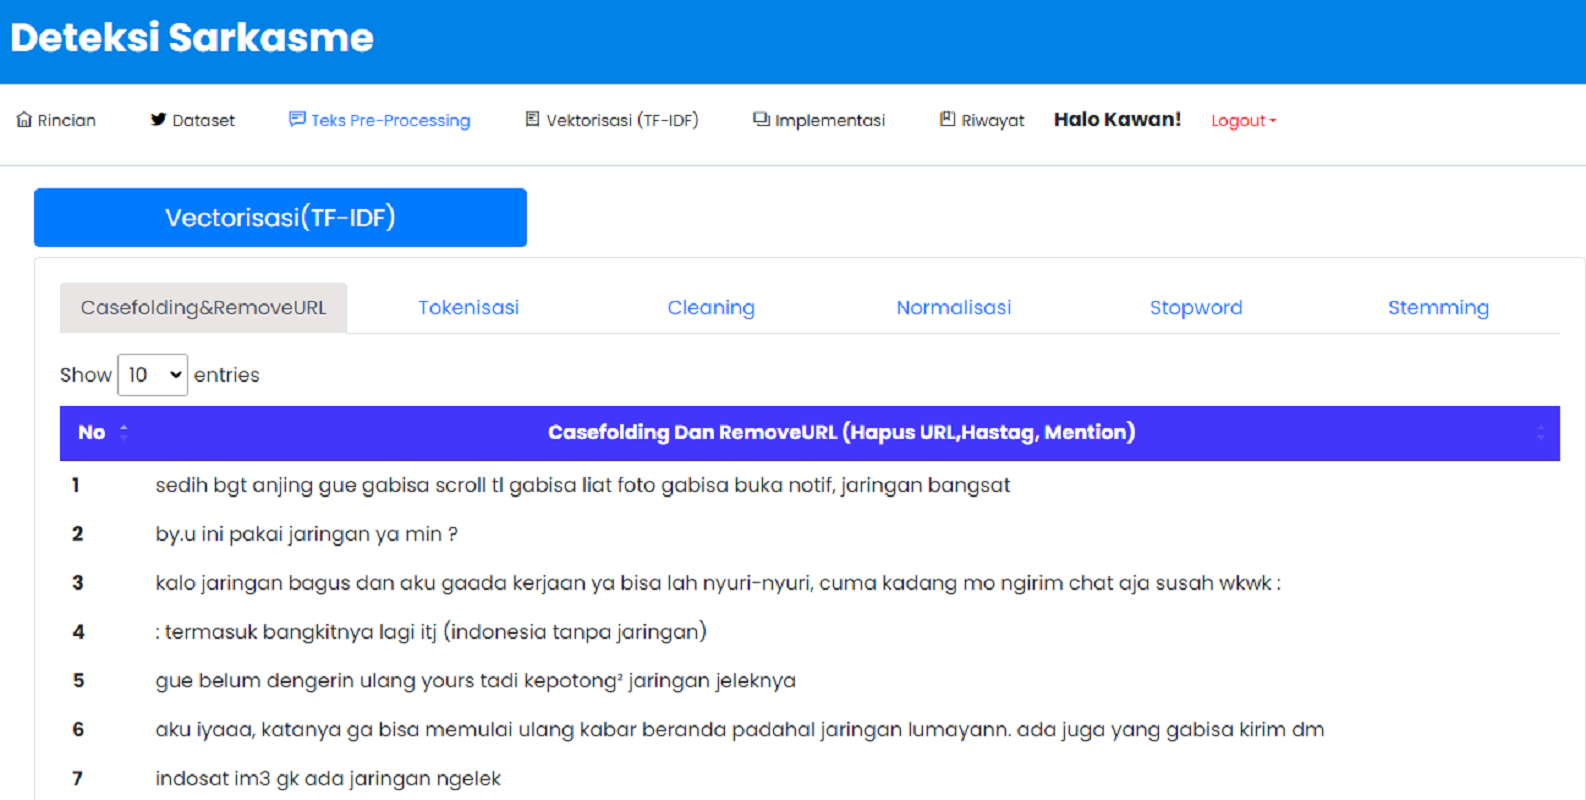 Deteksi Sarkasme
Rincian Dataset Teks Pre-Processing Vektorisasi (TF-IDF) Implementasi Riwayat Halo Kawan! Logout
Vectorisasi(TF-IDF)
Casefolding&RemoveURL Tokenisasi Cleaning Normalisasi Stopword Stemming
Show 10 entries
No Casefolding Dan RemoveURL (Hapus URL,Hastag, Mention)
1 sedih bgt anjing gue gabisa scroll tl gabisa liat foto gabisa buka notif, jaringan bangsat
2 by.u ini pakai jaringan ya min ?
3 kalo jaringan bagus dan aku gaada kerjaan ya bisa lah nyuri-nyuri, cuma kadang mo ngirim chat aja susah wkwk :
4 : termasuk bangkitnya lagi itj (indonesia tanpa jaringan)
5 gue belum dengerin ulang yours tadi kepotong² jaringan jeleknya
6 aku iyaaa, katanya ga bisa memulai ulang kabar beranda padahal jaringan lumayann. ada juga yang gabisa kirim dm
7 indosat im3 gk ada jaringan ngelek